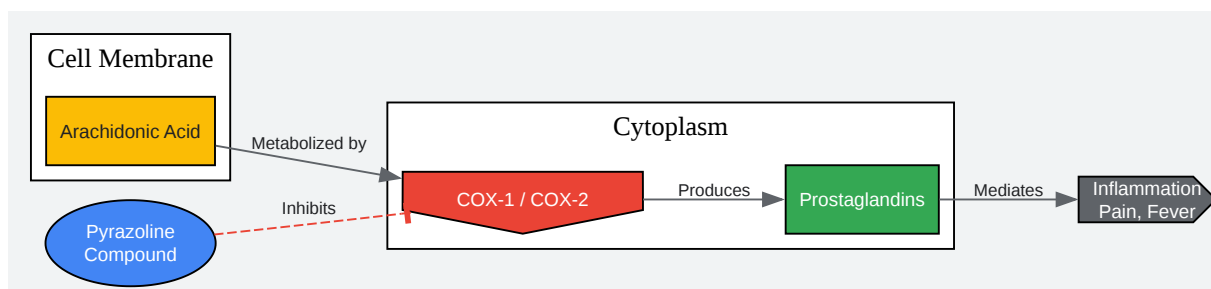 Cell Membrane
Arachidonic Acid
Metabolized by
Pyrazoline
Compound
Inhibits
Cytoplasm
COX-1 / COX-2
Produces
Prostaglandins
Mediates
Inflammation
Pain, Fever